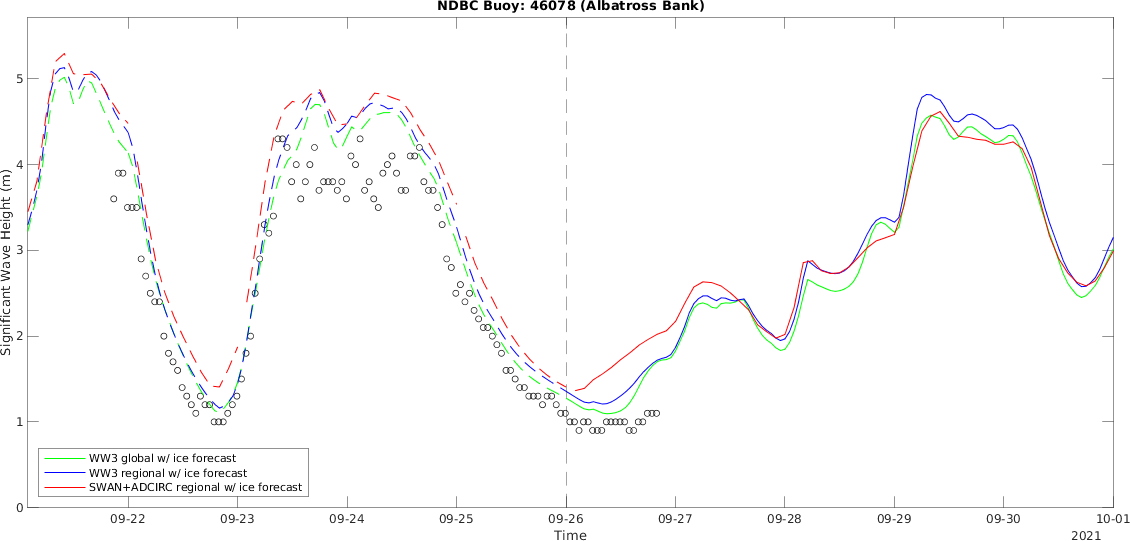 NDBC Buoy: 46078 (Albatross Bank)
Significant Wave Height (m)
5
4
3
2
1
0
WW3 global w/ ice forecast
WW3 regional w/ ice forecast
SWAN+ADCIRC regional w/ ice forecast
09-22 09-23 09-24 09-25 09-26 09-27 09-28 09-29 09-30 10-01
Time
2021